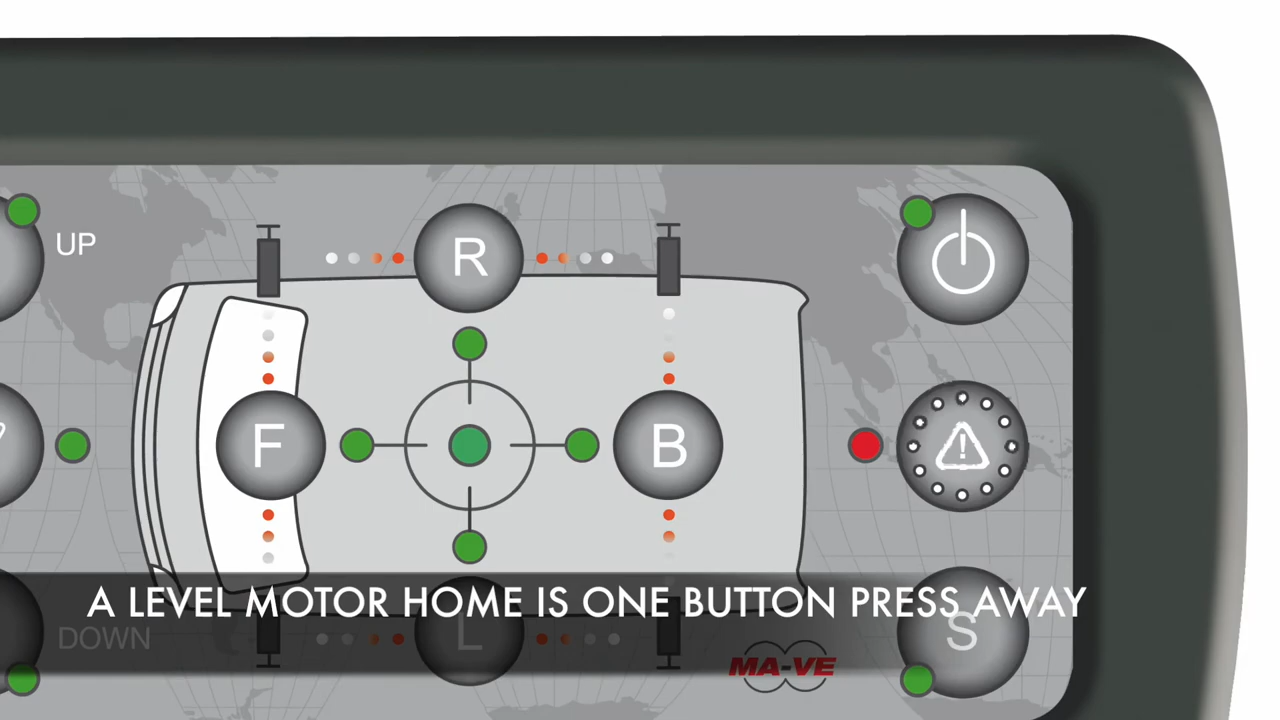 R
UP
F
B
!
A LEVEL MOTOR HOME IS ONE BUTTON PRESS AWAY
DOWN
L
S
MA-VE